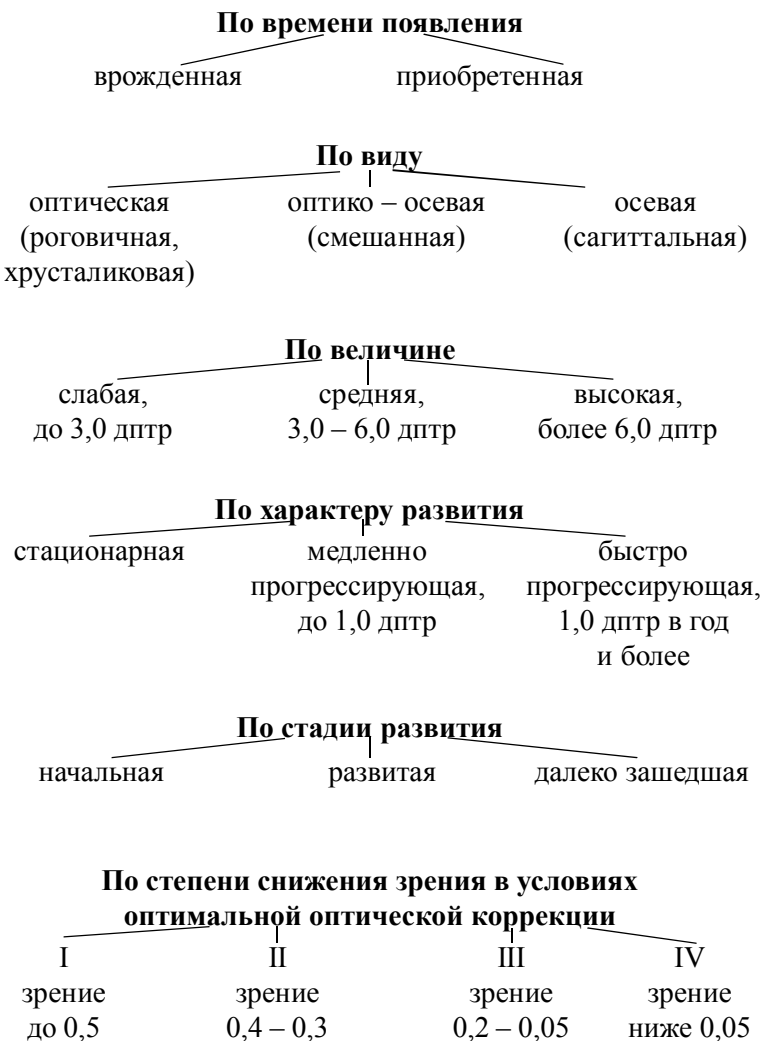 По времени появления
врожденная приобретенная
По виду
оптическая оптико – осевая осевая
(роговичная, (смешанная) (сагиттальная)
хрусталиковая)
По величине
слабая, средняя, высокая,
до 3,0 дптр 3,0 – 6,0 дптр более 6,0 дптр
По характеру развития
стационарная медленно быстро
прогрессирующая, прогрессирующая,
до 1,0 дптр 1,0 дптр в год
и более
По стадии развития
начальная развитая далеко зашедшая
По степени снижения зрения в условиях
оптимальной оптической коррекции
I II III IV
зрение зрение зрение зрение
до 0,5 0,4 – 0,3 0,2 – 0,05 ниже 0,05